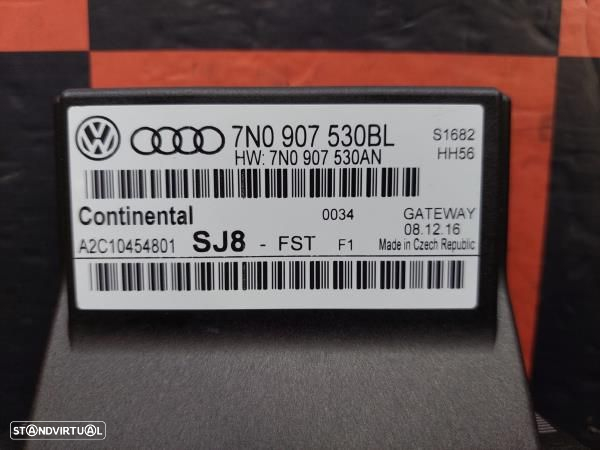 7N0 907 530BL
HW: 7N0 907 530AN
S1682
HH56
Continental
0034
GATEWAY
08.12.16
A2C10454801 SJ8 - FST F1 Made in Czech Republic
STANDVIRTUAL